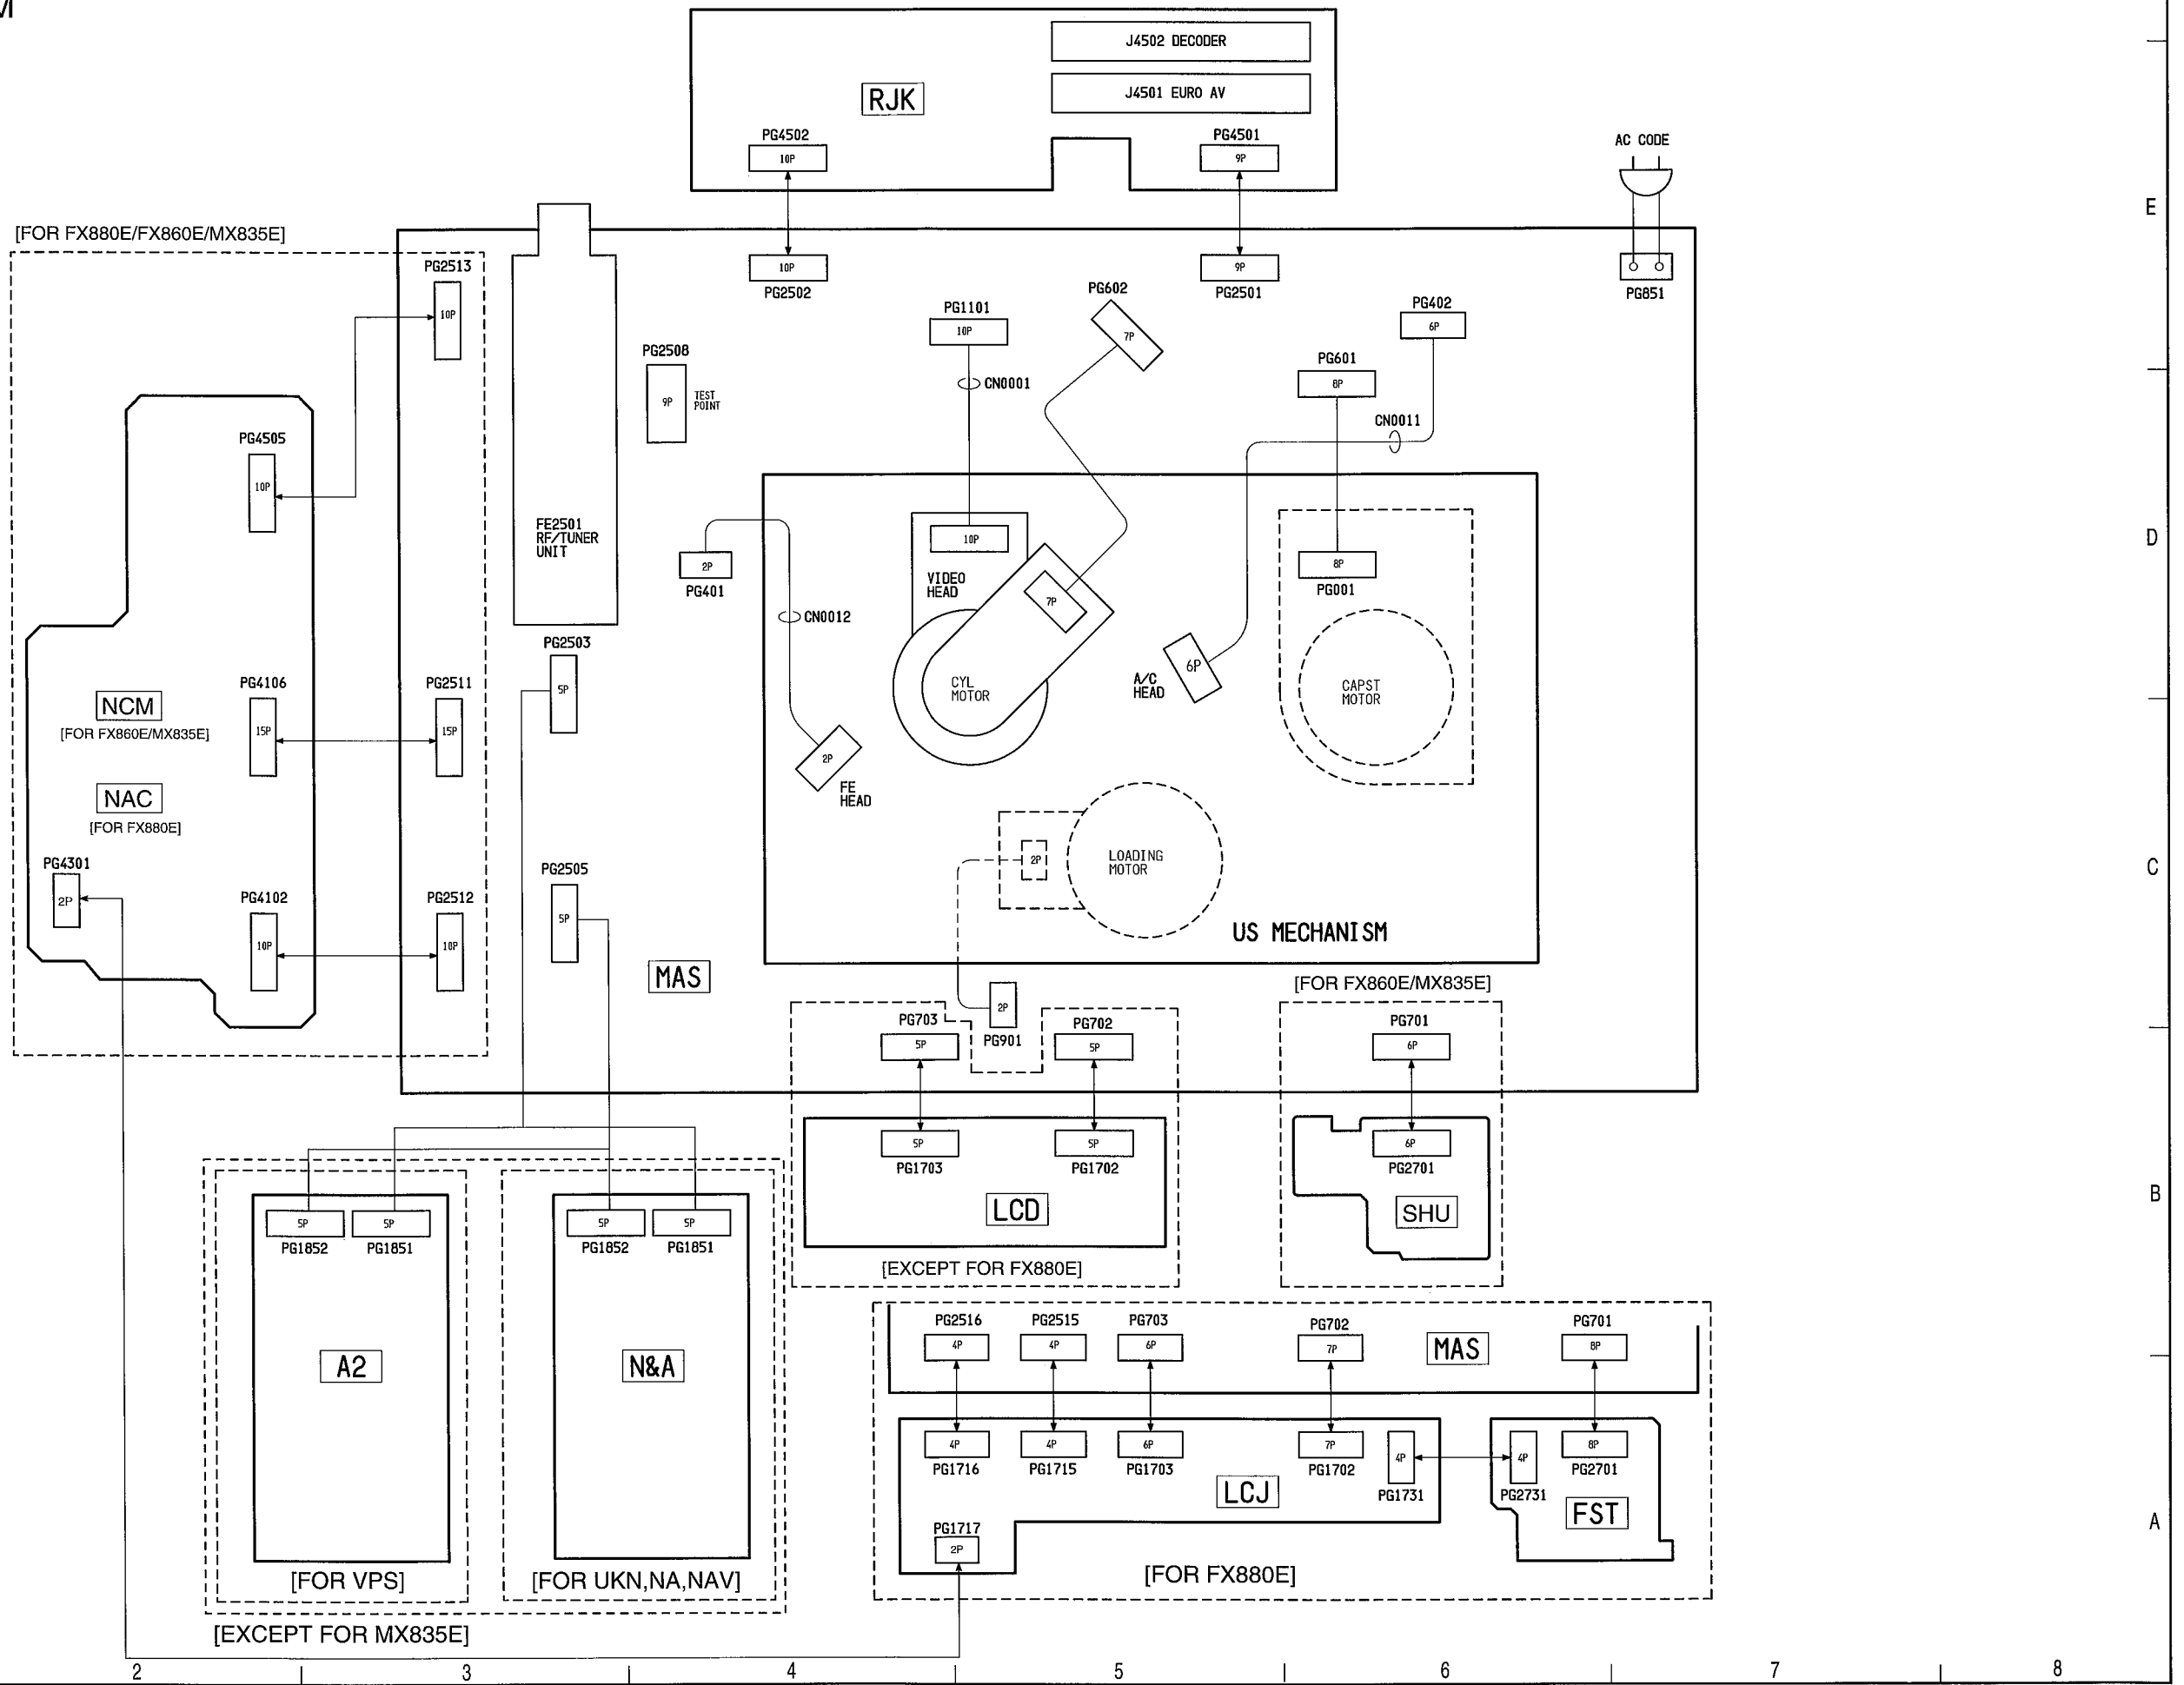 M
J4502 DECODER
J4501 EURO AV
RJK
PG4502
10P
PG4501
9P
AC CODE
E
[FOR FX880E/FX860E/MX835E]
PG2513
10P
10P
PG2502
9P
PG2501
PG851
PG602
7P
PG1101
10P
PG402
6P
PG2508
9P
TEST
POINT
CN0001
PG601
8P
CN0011
PG4505
10P
FE2501
RF/TUNER
UNIT
2P
PG401
10P
VIDEO
HEAD
7P
8P
PG001
D
CN0012
PG2503
5P
6P
A/C
HEAD
CYL
MOTOR
CAPST
MOTOR
NCM
[FOR FX860E/MX835E]
PG4106
15P
PG2511
15P
2P
FE
HEAD
NAC
[FOR FX880E]
PG4301
2P
PG4102
10P
PG2512
10P
PG2505
5P
2P
LOADING
MOTOR
C
US MECHANISM
MAS
[FOR FX860E/MX835E]
2P
PG901
PG703
5P
PG702
5P
PG701
6P
5P
PG1703
5P
PG1702
6P
PG2701
LCD
SHU
B
[EXCEPT FOR FX880E]
5P
PG1852
5P
PG1851
5P
PG1852
5P
PG1851
A2
N&A
[FOR VPS]
[FOR UKN,NA,NAV]
[EXCEPT FOR MX835E]
PG2516
4P
PG2515
4P
PG703
6P
PG702
7P
MAS
PG701
8P
4P
PG1716
4P
PG1715
6P
PG1703
7P
PG1702
4P
PG1731
4P
PG2731
8P
PG2701
LCJ
FST
A
PG1717
2P
[FOR FX880E]
2
3
4
5
6
7
8